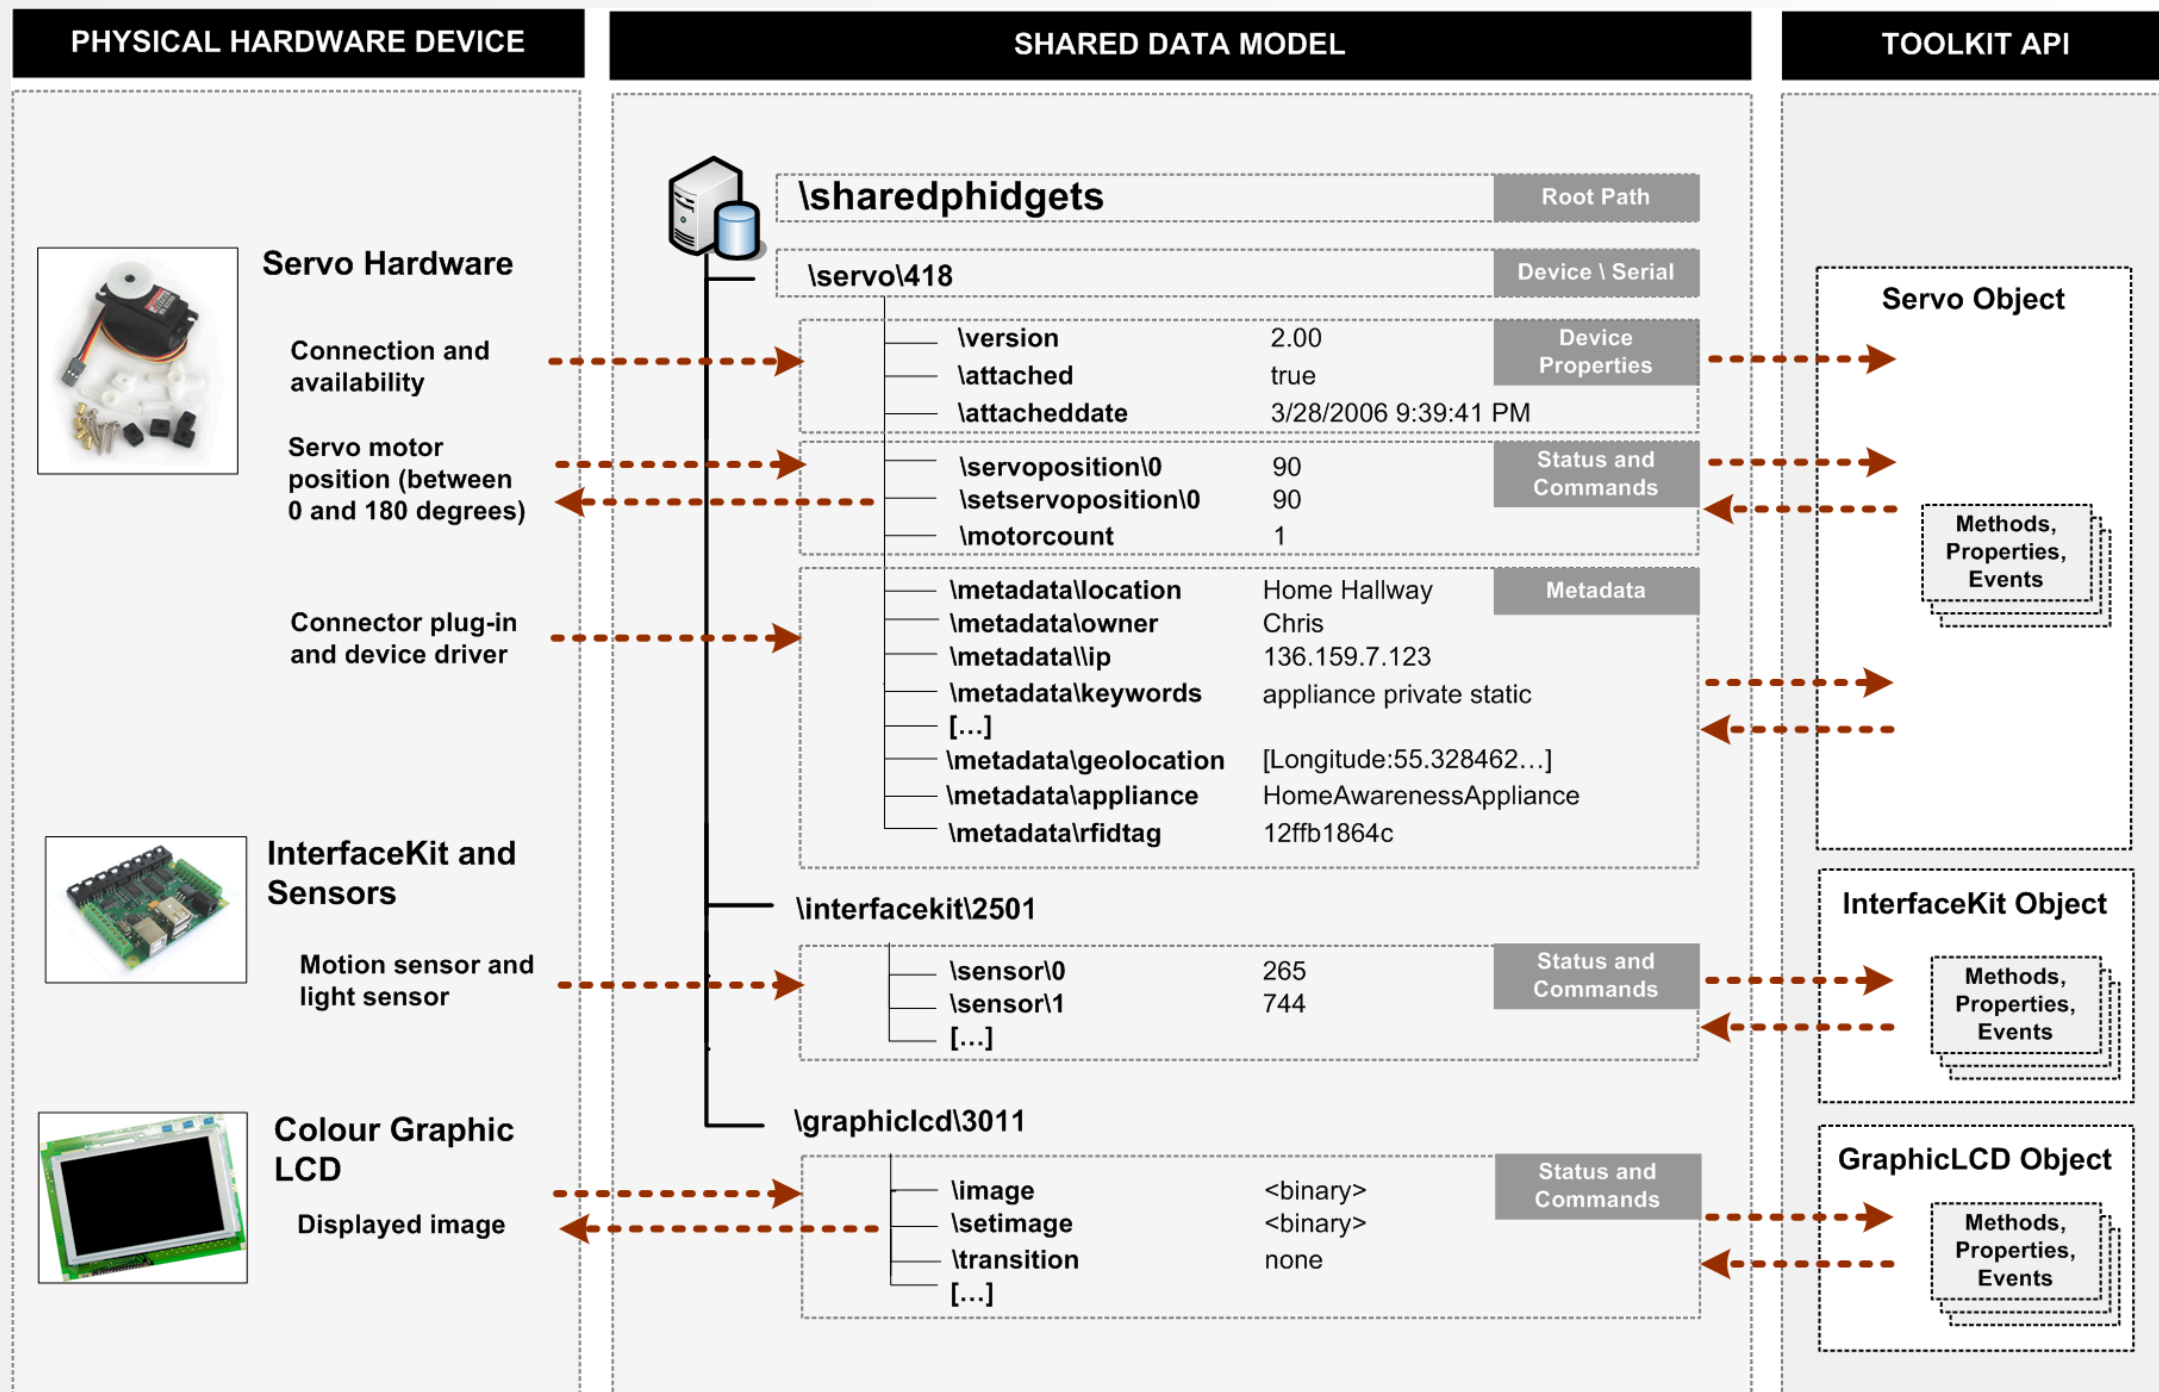 PHYSICAL HARDWARE DEVICE
SHARED DATA MODEL
TOOLKIT API
\sharedphidgets
Root Path
Servo Hardware
\servo\418
Device \ Serial
Servo Object
Connection and
availability
\version 2.00
\attached true
\attacheddate 3/28/2006 9:39:41 PM
Device
Properties
Servo motor
position (between
0 and 180 degrees)
\servoposition\0 90
\setservoposition\0 90
\motorcount 1
Status and
Commands
Methods,
Properties,
Events
Connector plug-in
and device driver
\metadata\location Home Hallway
\metadata\owner Chris
\metadata\\ip 136.159.7.123
\metadata\keywords appliance private static
[...]
\metadata\geolocation [Longitude:55.328462...]
\metadata\appliance HomeAwarenessAppliance
\metadata\rfidtag 12ffb1864c
Metadata
InterfaceKit and
Sensors
\interfacekit\2501
InterfaceKit Object
Motion sensor and
light sensor
\sensor\0 265
\sensor\1 744
[...]
Status and
Commands
Methods,
Properties,
Events
Colour Graphic
LCD
\graphiclcd\3011
GraphicLCD Object
Displayed image
\image <binary>
\setimage <binary>
\transition none
[...]
Status and
Commands
Methods,
Properties,
Events